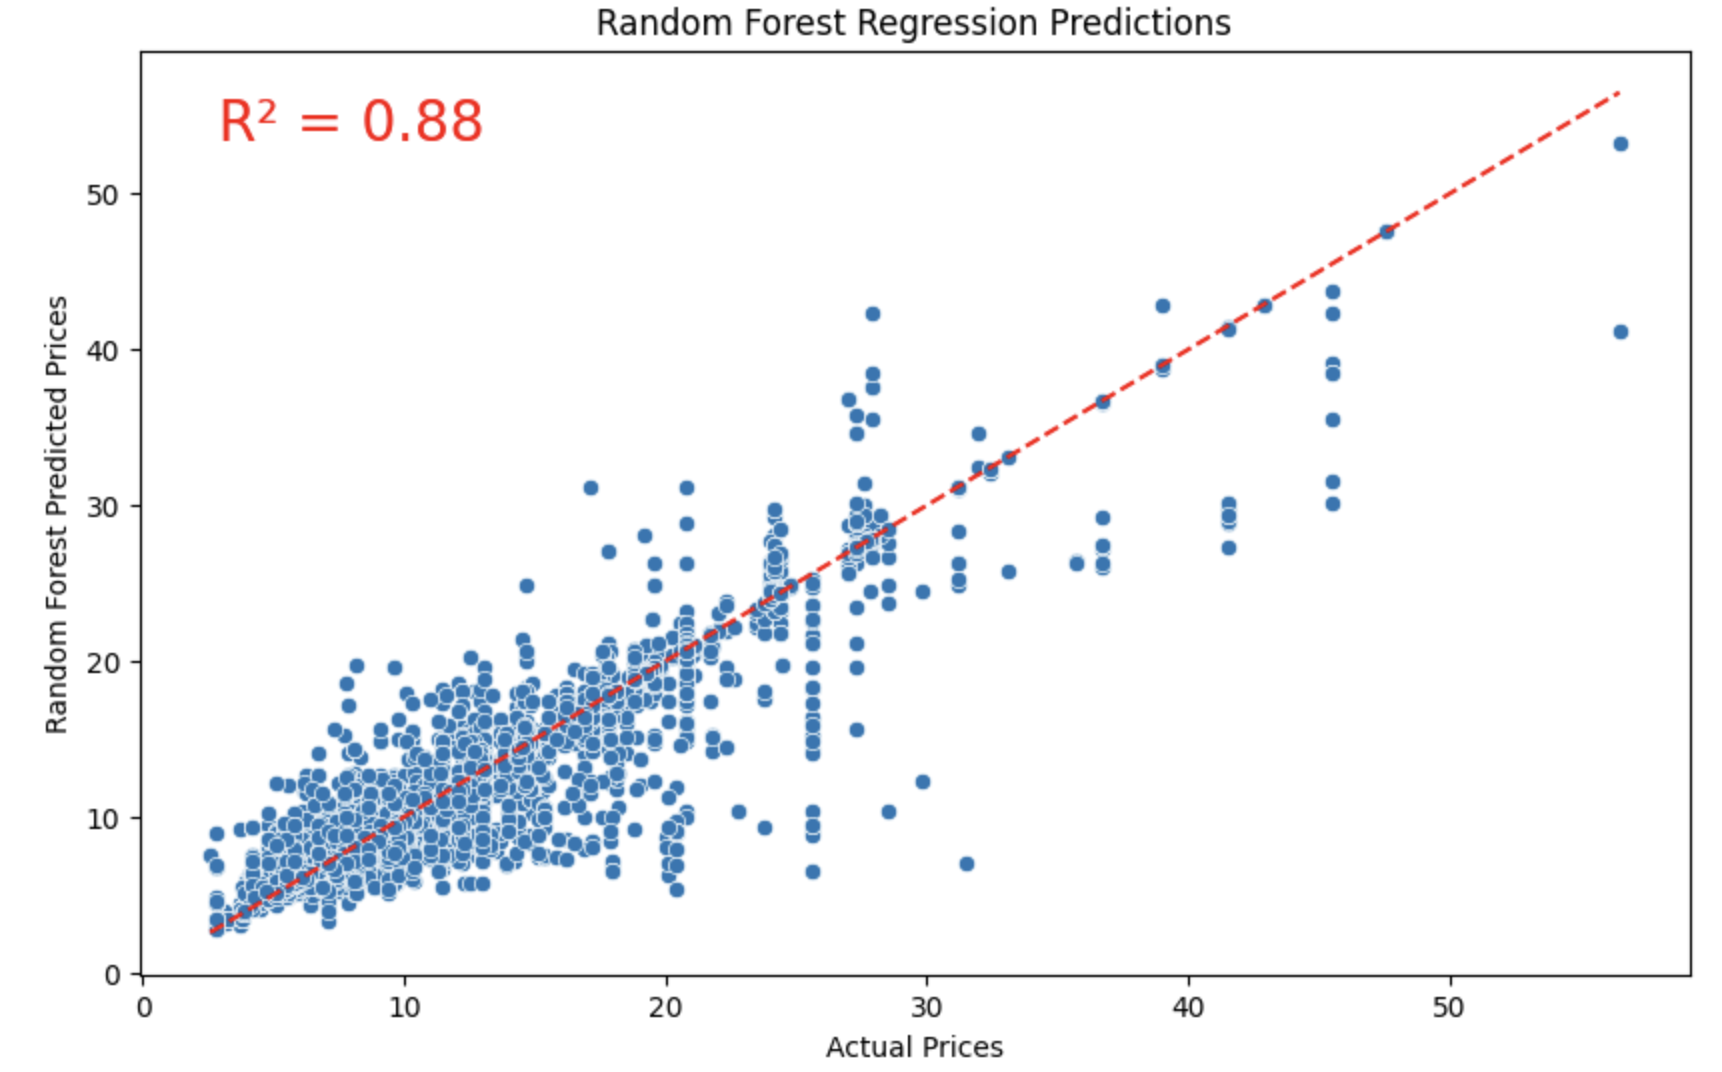 Random Forest Regression Predictions
R² = 0.88
Random Forest Predicted Prices
50
40
30
20
10
0
0 10 20 30 40 50
Actual Prices